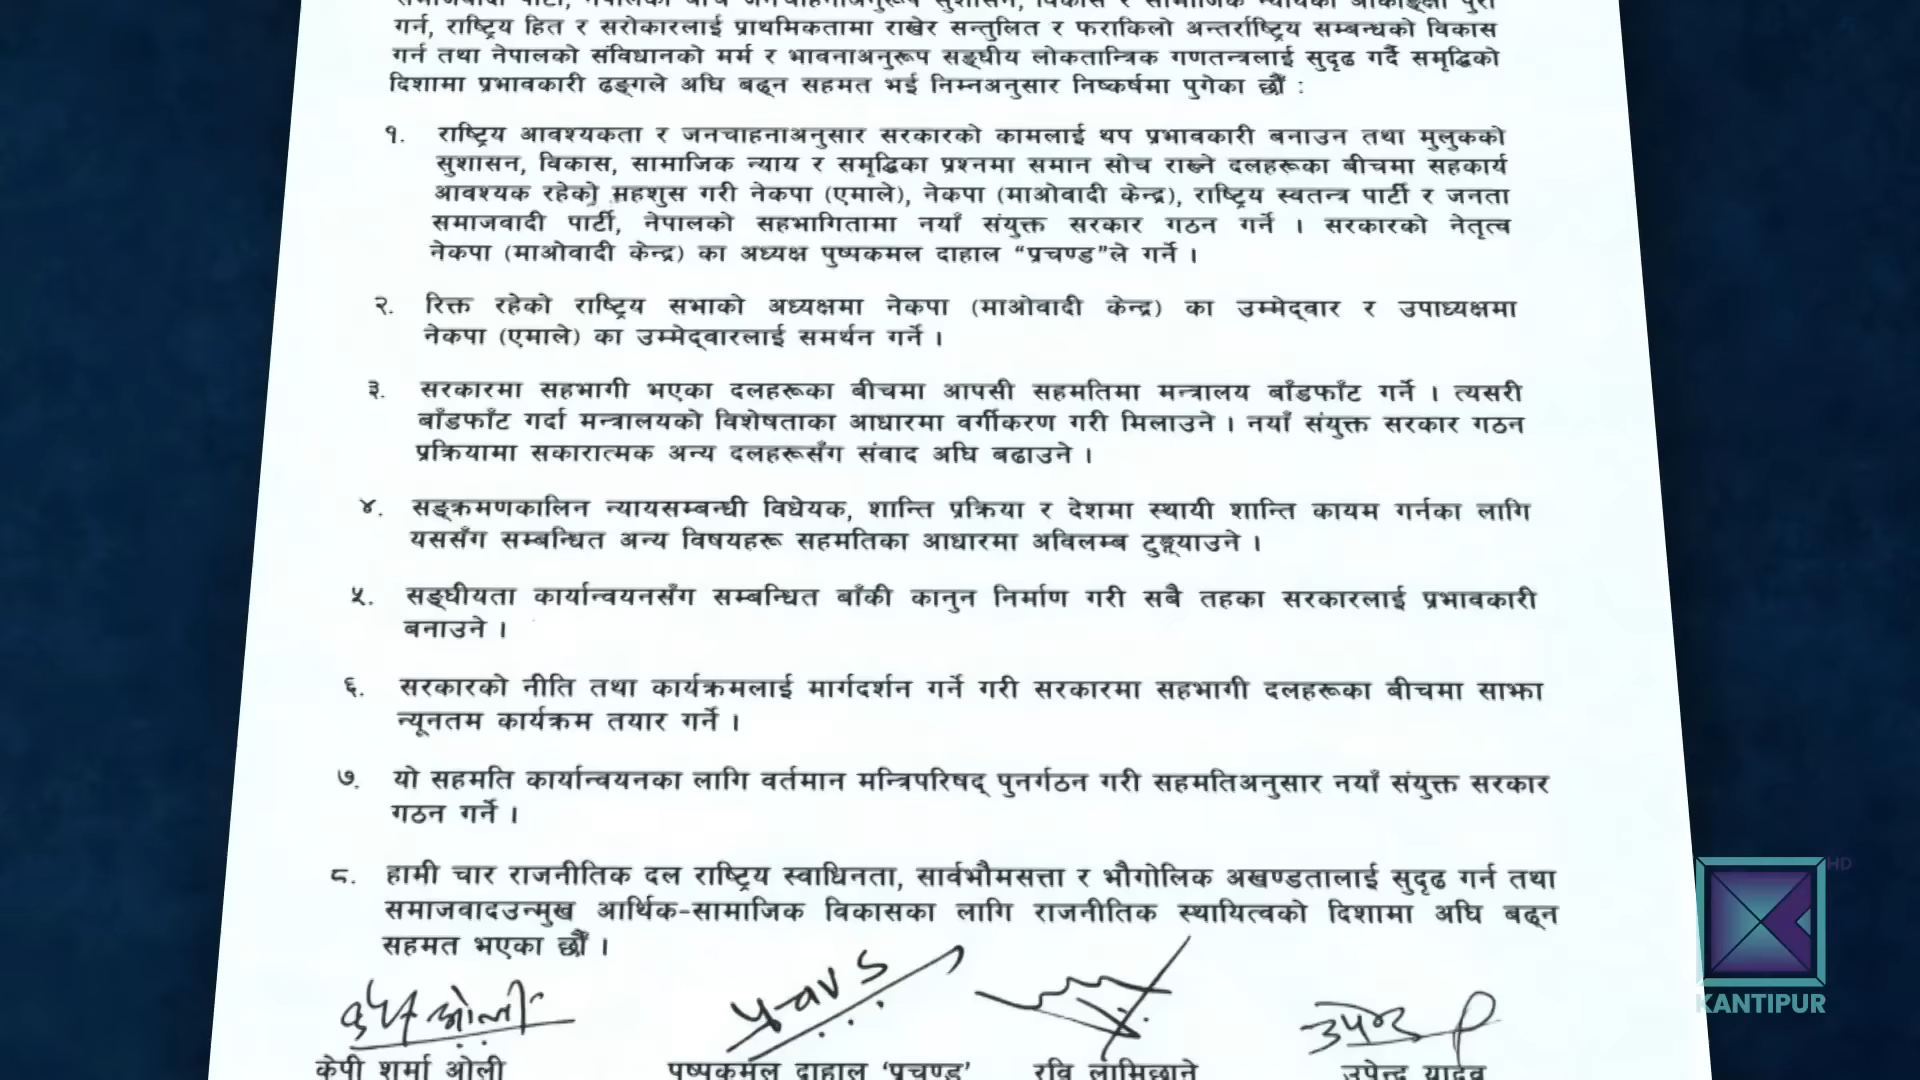 समाजवादी पार्टी, नेपालका बीच जनचाहनाअनुरूप सुशासन, विकास र सामाजिक न्यायको आकांक्षा पुरा
गर्न, राष्ट्रिय हित र सरोकारलाई प्राथमिकतामा राखेर सन्तुलित र फराकिलो अन्तर्राष्ट्रिय सम्बन्धको विकास
गर्न तथा नेपालको संविधानको मर्म र भावनाअनुरूप सङ्घीय लोकतान्त्रिक गणतन्त्रलाई सुदृढ गर्दै समृद्धिको
दिशामा प्रभावकारी ढङ्गले अघि बढ्न सहमत भई निम्नअनुसार निष्कर्षमा पुगेका छौं :
१. राष्ट्रिय आवश्यकता र जनचाहनाअनुसार सरकारको कामलाई थप प्रभावकारी बनाउन तथा मुलुकको
सुशासन, विकास, सामाजिक न्याय र समृद्धिका प्रश्नमा समान सोच राख्ने दलहरूका बीचमा सहकार्य
आवश्यक रहेको महशुस गरी नेकपा (एमाले), नेकपा (माओवादी केन्द्र), राष्ट्रिय स्वतन्त्र पार्टी र जनता
समाजवादी पार्टी, नेपालको सहभागितामा नयाँ संयुक्त सरकार गठन गर्ने । सरकारको नेतृत्व
नेकपा (माओवादी केन्द्र) का अध्यक्ष पुष्पकमल दाहाल “प्रचण्ड”ले गर्ने ।
२. रिक्त रहेको राष्ट्रिय सभाको अध्यक्षमा नेकपा (माओवादी केन्द्र) का उम्मेद्वार र उपाध्यक्षमा
नेकपा (एमाले) का उम्मेद्वारलाई समर्थन गर्ने ।
३. सरकारमा सहभागी भएका दलहरूका बीचमा आपसी सहमतिमा मन्त्रालय बाँडफाँट गर्ने । त्यसरी
बाँडफाँट गर्दा मन्त्रालयको विशेषताका आधारमा वर्गीकरण गरी मिलाउने । नयाँ संयुक्त सरकार गठन
प्रक्रियामा सकारात्मक अन्य दलहरूसँग संवाद अघि बढाउने ।
४. सङ्क्रमणकालिन न्यायसम्बन्धी विधेयक, शान्ति प्रक्रिया र देशमा स्थायी शान्ति कायम गर्नका लागि
यससँग सम्बन्धित अन्य विषयहरू सहमतिका आधारमा अविलम्ब टुङ्ग्याउने ।
५. सङ्घीयता कार्यान्वयनसँग सम्बन्धित बाँकी कानुन निर्माण गरी सबै तहका सरकारलाई प्रभावकारी
बनाउने ।
६. सरकारको नीति तथा कार्यक्रमलाई मार्गदर्शन गर्ने गरी सरकारमा सहभागी दलहरूका बीचमा साझा
न्यूनतम कार्यक्रम तयार गर्ने ।
७. यो सहमति कार्यान्वयनका लागि वर्तमान मन्त्रिपरिषद् पुनर्गठन गरी सहमतिअनुसार नयाँ संयुक्त सरकार
गठन गर्ने ।
८. हामी चार राजनीतिक दल राष्ट्रिय स्वाधिनता, सार्वभौमसत्ता र भौगोलिक अखण्डतालाई सुदृढ गर्न तथा
समाजवादउन्मुख आर्थिक-सामाजिक विकासका लागि राजनीतिक स्थायित्वको दिशामा अघि बढ्न
सहमत भएका छौं ।
केपी शर्मा ओली पुष्पकमल दाहाल ‘प्रचण्ड’ रवि लामिछाने उपेन्द्र यादव
HD
KANTIPUR